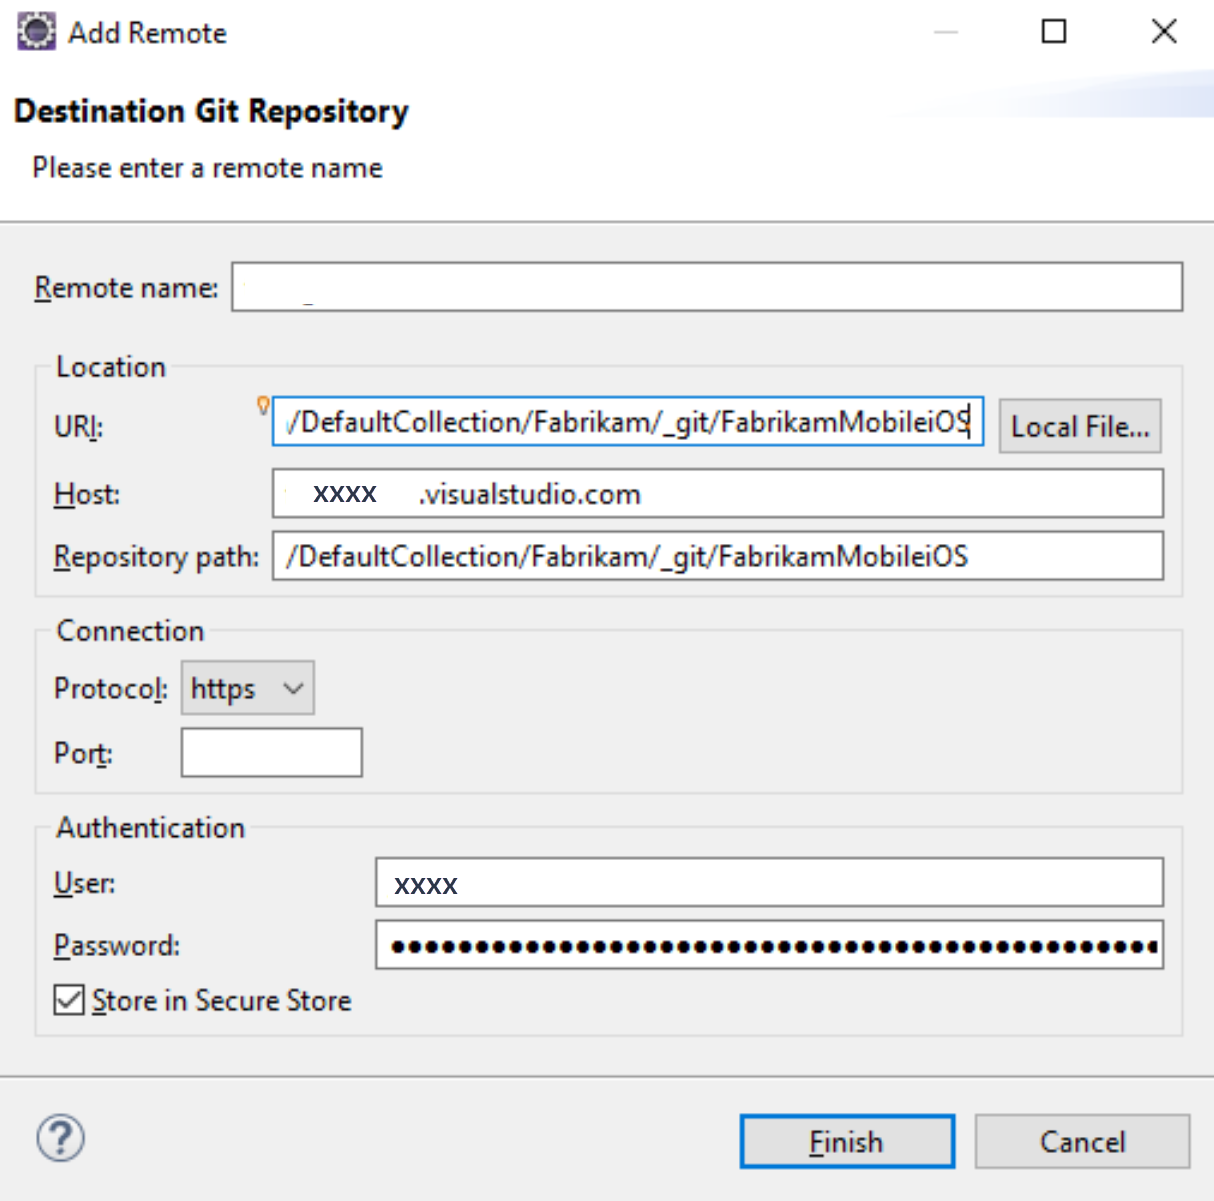 Add Remote
Destination Git Repository
Please enter a remote name
Remote name:
Location
URI: /DefaultCollection/Fabrikam/_git/FabrikamMobileiOS Local File...
Host: xxxx .visualstudio.com
Repository path: /DefaultCollection/Fabrikam/_git/FabrikamMobileiOS
Connection
Protocol: https
Port:
Authentication
User: xxxx
Password: ●●●●●●●●●●●●●●●●●●●●●●●●●●●●●●●●●●●●●●●●●●●●●●
Store in Secure Store
? Finish Cancel